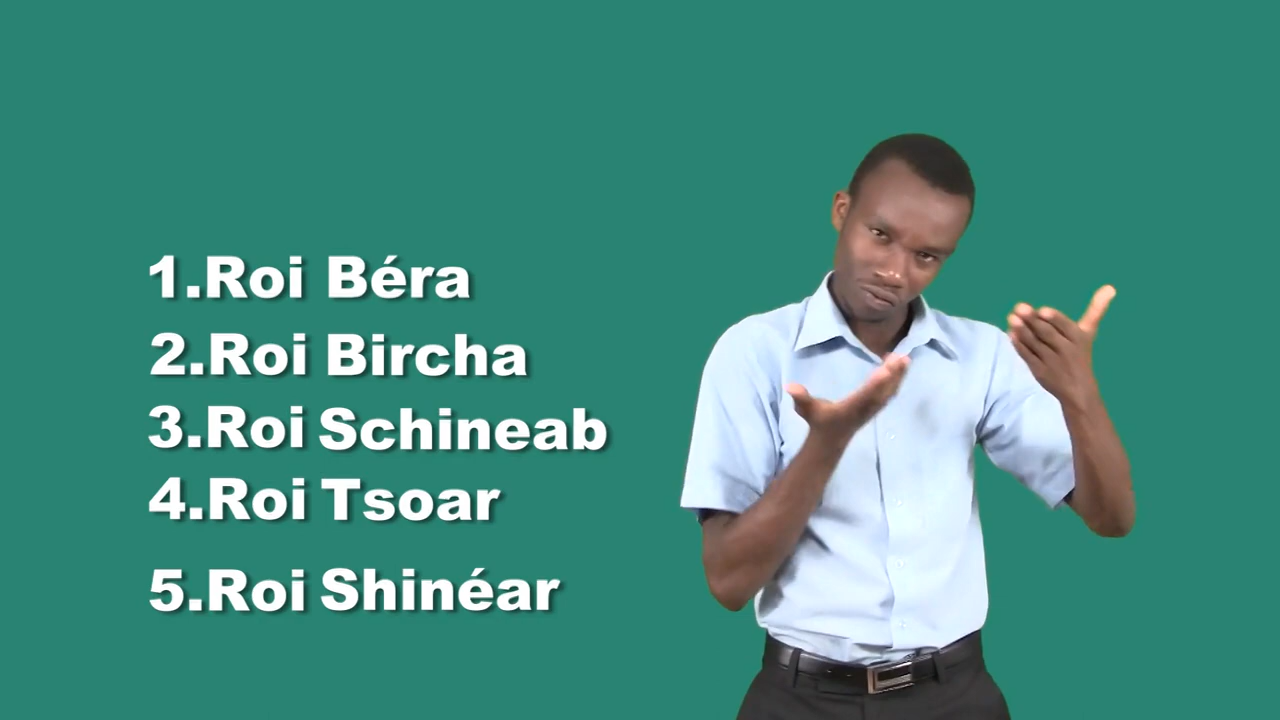 1.Roi Béra
2.Roi Bircha
3.Roi Schineab
4.Roi Tsoar
5.Roi Shinéar